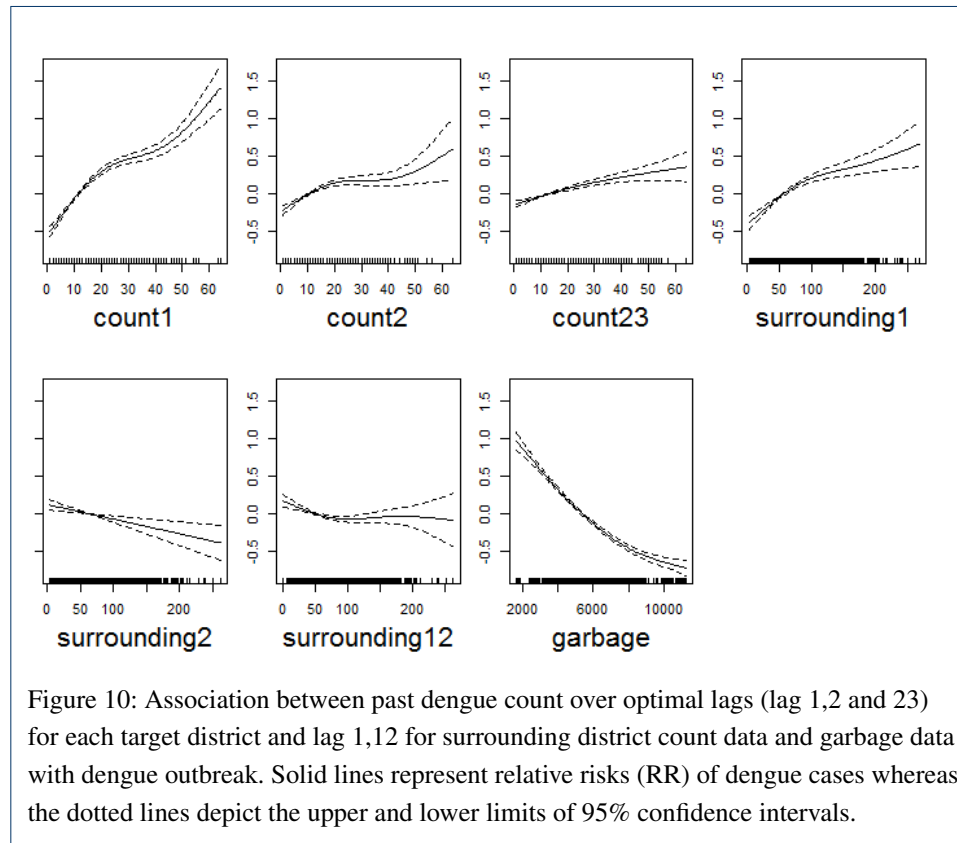 -0.5 0.0 0.5 1.0 1.5
-0.5 0.0 0.5 1.0 1.5
-0.5 0.0 0.5 1.0 1.5
0 10 20 30 40 50 60
0 10 20 30 40 50 60
0 10 20 30 40 50 60
0 50 100 200
count1
count2
count23
surrounding1
-0.5 0.0 0.5 1.0 1.5
-0.5 0.0 0.5 1.0 1.5
0 50 100 200
0 50 100 200
2000 6000 10000
surrounding2
surrounding12
garbage
Figure 10: Association between past dengue count over optimal lags (lag 1,2 and 23)
for each target district and lag 1,12 for surrounding district count data and garbage data
with dengue outbreak. Solid lines represent relative risks (RR) of dengue cases whereas
the dotted lines depict the upper and lower limits of 95% confidence intervals.